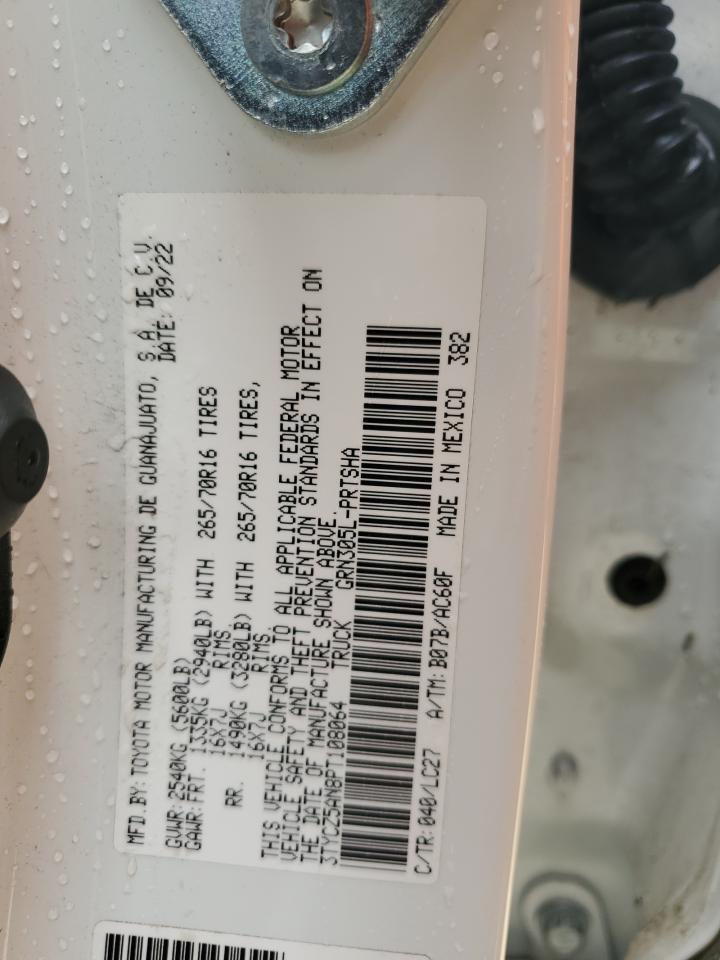 MFD. BY: TOYOTA MOTOR MANUFACTURING DE GUANAJUATO, S.A. DE C.V.
DATE: 09/22
GVWR: 2540KG (5600LB)
GAWR: FRT. 1335KG (2940LB) WITH 265/70R16 TIRES
16X7J RIMS.
RR. 1490KG (3280LB) WITH 265/70R16 TIRES,
16X7J RIMS.
THIS VEHICLE CONFORMS TO ALL APPLICABLE FEDERAL MOTOR
VEHICLE SAFETY AND THEFT PREVENTION STANDARDS IN EFFECT ON
THE DATE OF MANUFACTURE SHOWN ABOVE.
3TYCZ5AN8PT108064 TRUCK GRN305L-PRTSHA
C/TR: 040/LC27 A/TM: B07B/AC60F MADE IN MEXICO 382